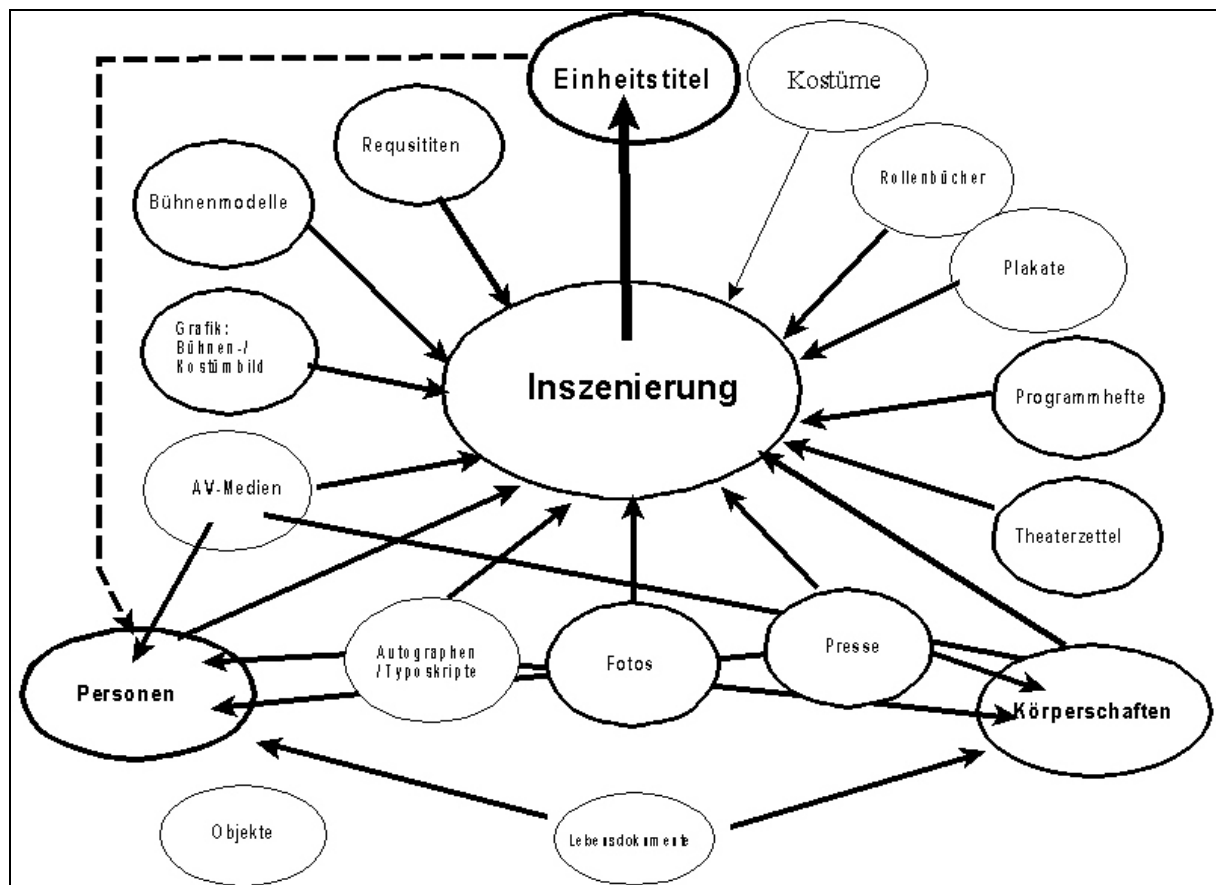 Einheitstitel
Kostüme
Requsititen
Rollenbücher
Bühnenmodelle
Plakate
Grafik:
Bühnen-/
Kostümbild
Inszenierung
Programmhefte
AV-Medien
Theaterzettel
Autographen
/Typoskripte
Fotos
Presse
Personen
Körperschaften
Objekte
Lebensdokumente